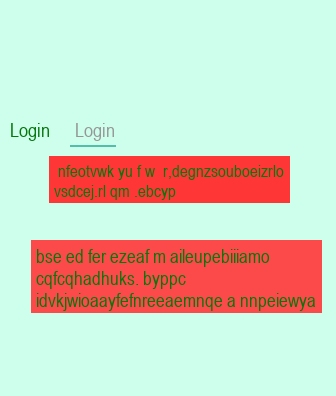 Login Login
nfeotvwk yu f w r,degnzsouboeizrlo
vsdcej.rl qm .ebcyp
bse ed fer ezeaf m aileupebiiiamo
cqfcqhadhuks. byppc
idvkjwioaayfefnreeaemnqe a nnpeiewya